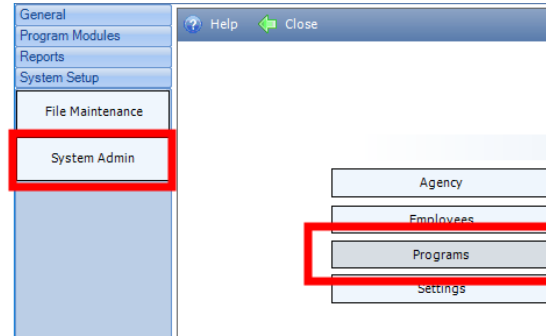 General
Program Modules
Reports
System Setup
File Maintenance
System Admin
Help Close
Agency
Employees
Programs
Settings